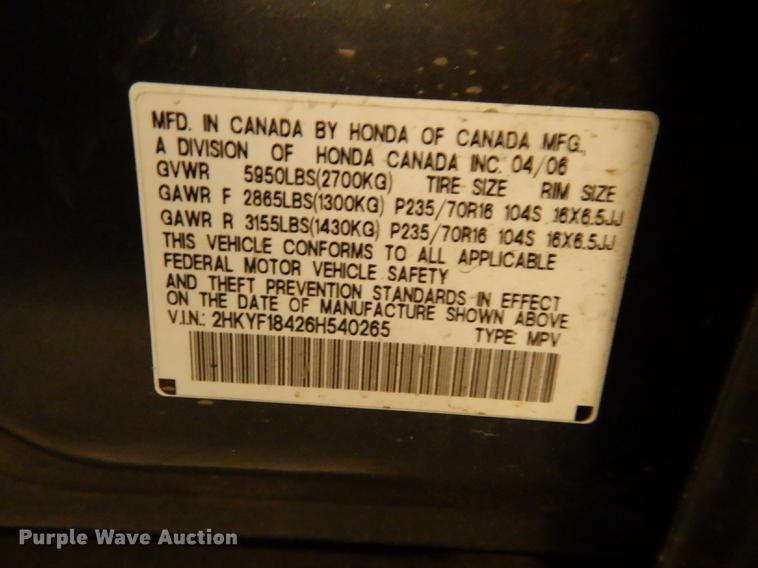 MFD. IN CANADA BY HONDA OF CANADA MFG.,
A DIVISION OF HONDA CANADA INC. 04/06
GVWR 5950LBS(2700KG) TIRE SIZE RIM SIZE
GAWR F 2865LBS(1300KG) P235/70R16 104S 16X6.5JJ
GAWR R 3155LBS(1430KG) P235/70R16 104S 16X6.5JJ
THIS VEHICLE CONFORMS TO ALL APPLICABLE
FEDERAL MOTOR VEHICLE SAFETY
AND THEFT PREVENTION STANDARDS IN EFFECT
ON THE DATE OF MANUFACTURE SHOWN ABOVE
V.I.N.: 2HKYF18426H540265 TYPE: MPV
Purple Wave Auction